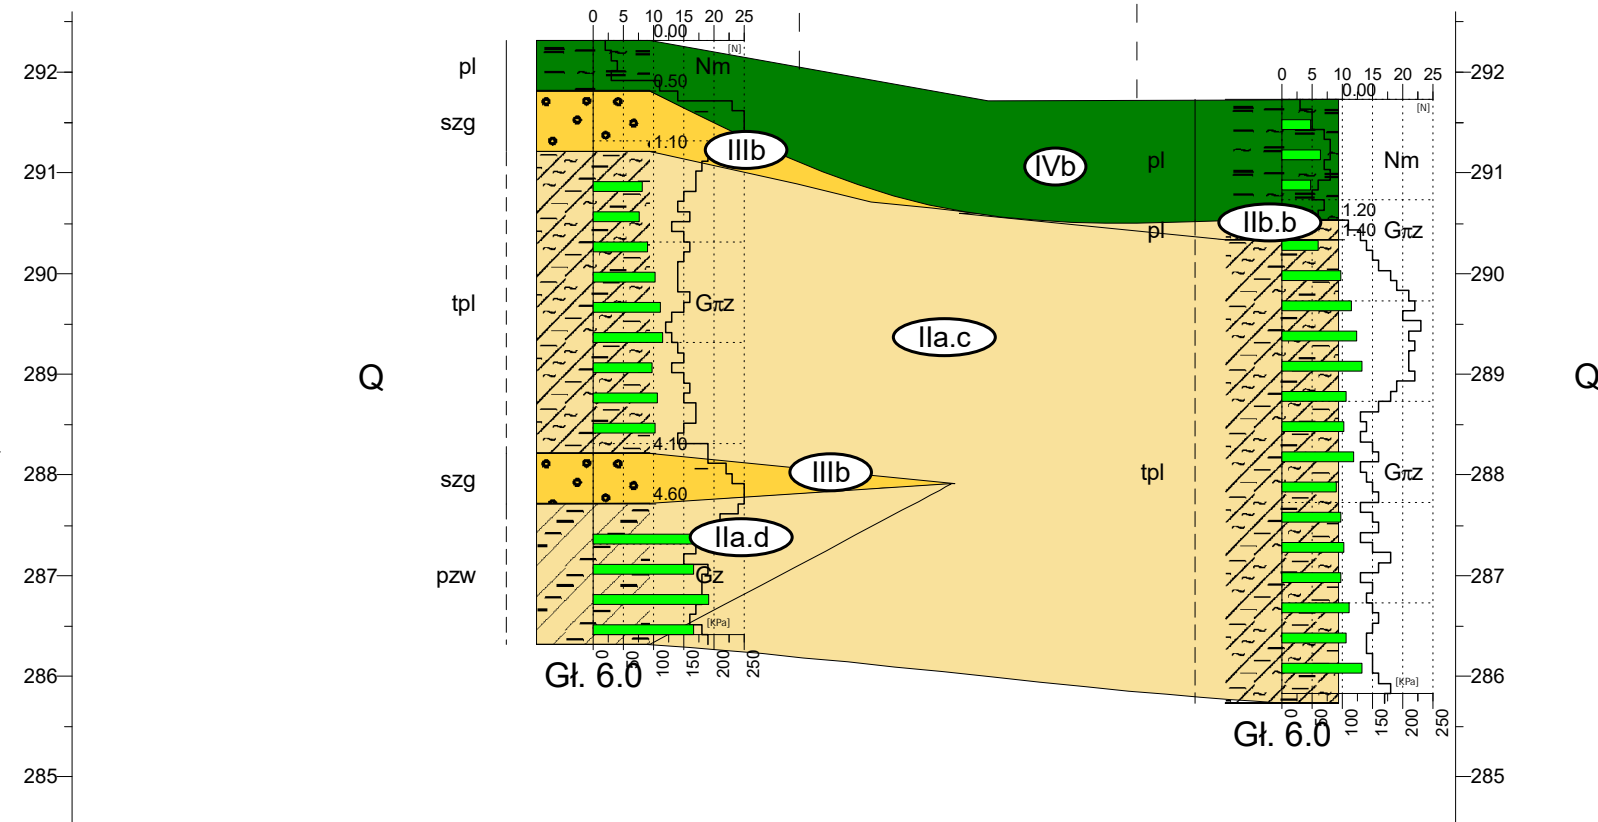 0 5 10 15 20 25
0.00
[N]
292
pl
Nm
0 5 10 15 20 25
292
0.50
0.00
[N]
szg
1.10
IIIb
IVb
pl
Nm
291
291
1.20
IIb.b
pl
1.40
Gπz
290
290
tpl
Gπz
IIa.c
289
Q
289
Q
4.10
288
szg
IIIb
tpl
Gπz
288
4.60
IIa.d
287
pzw
Gz
287
[KPa]
0 50 100 150 200 250
286
Gł. 6.0
[KPa]
286
0 50 100 150 200 250
Gł. 6.0
285
285